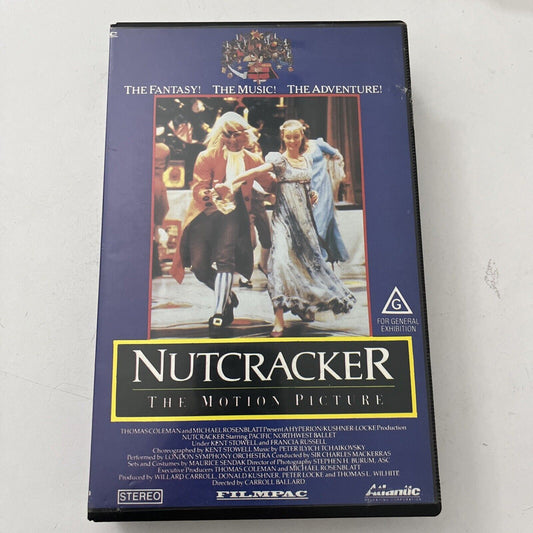 THE FANTASY! THE MUSIC! THE ADVENTURE!
G
FOR GENERAL
EXHIBITION
NUTCRACKER
THE MOTION PICTURE
THOMAS COLEMAN and MICHAEL ROSENBLATT Present A HYPERION/KUSHNER LOCKE Production
NUTCRACKER Starring PACIFIC NORTHWEST BALLET
Under KENT STOWELL and FRANCIA RUSSELL
Choreographed by KENT STOWELL Music by PETER ILYICH TCHAIKOVSKY
Performed by LONDON SYMPHONY ORCHESTRA Conducted by SIR CHARLES MACKERRAS
Sets and Costumes by MAURICE SENDAK Director of Photography STEPHEN H. BURUM, ASC
Executive Producers THOMAS COLEMAN and MICHAEL ROSENBLATT
Produced by WILLARD CARROLL, DONALD KUSHNER, PETER LOCKE and THOMAS L. WILHITE
Directed by CARROLL BALLARD
STEREO
FILMPAC
Atlantic
RELEASING CORPORATION